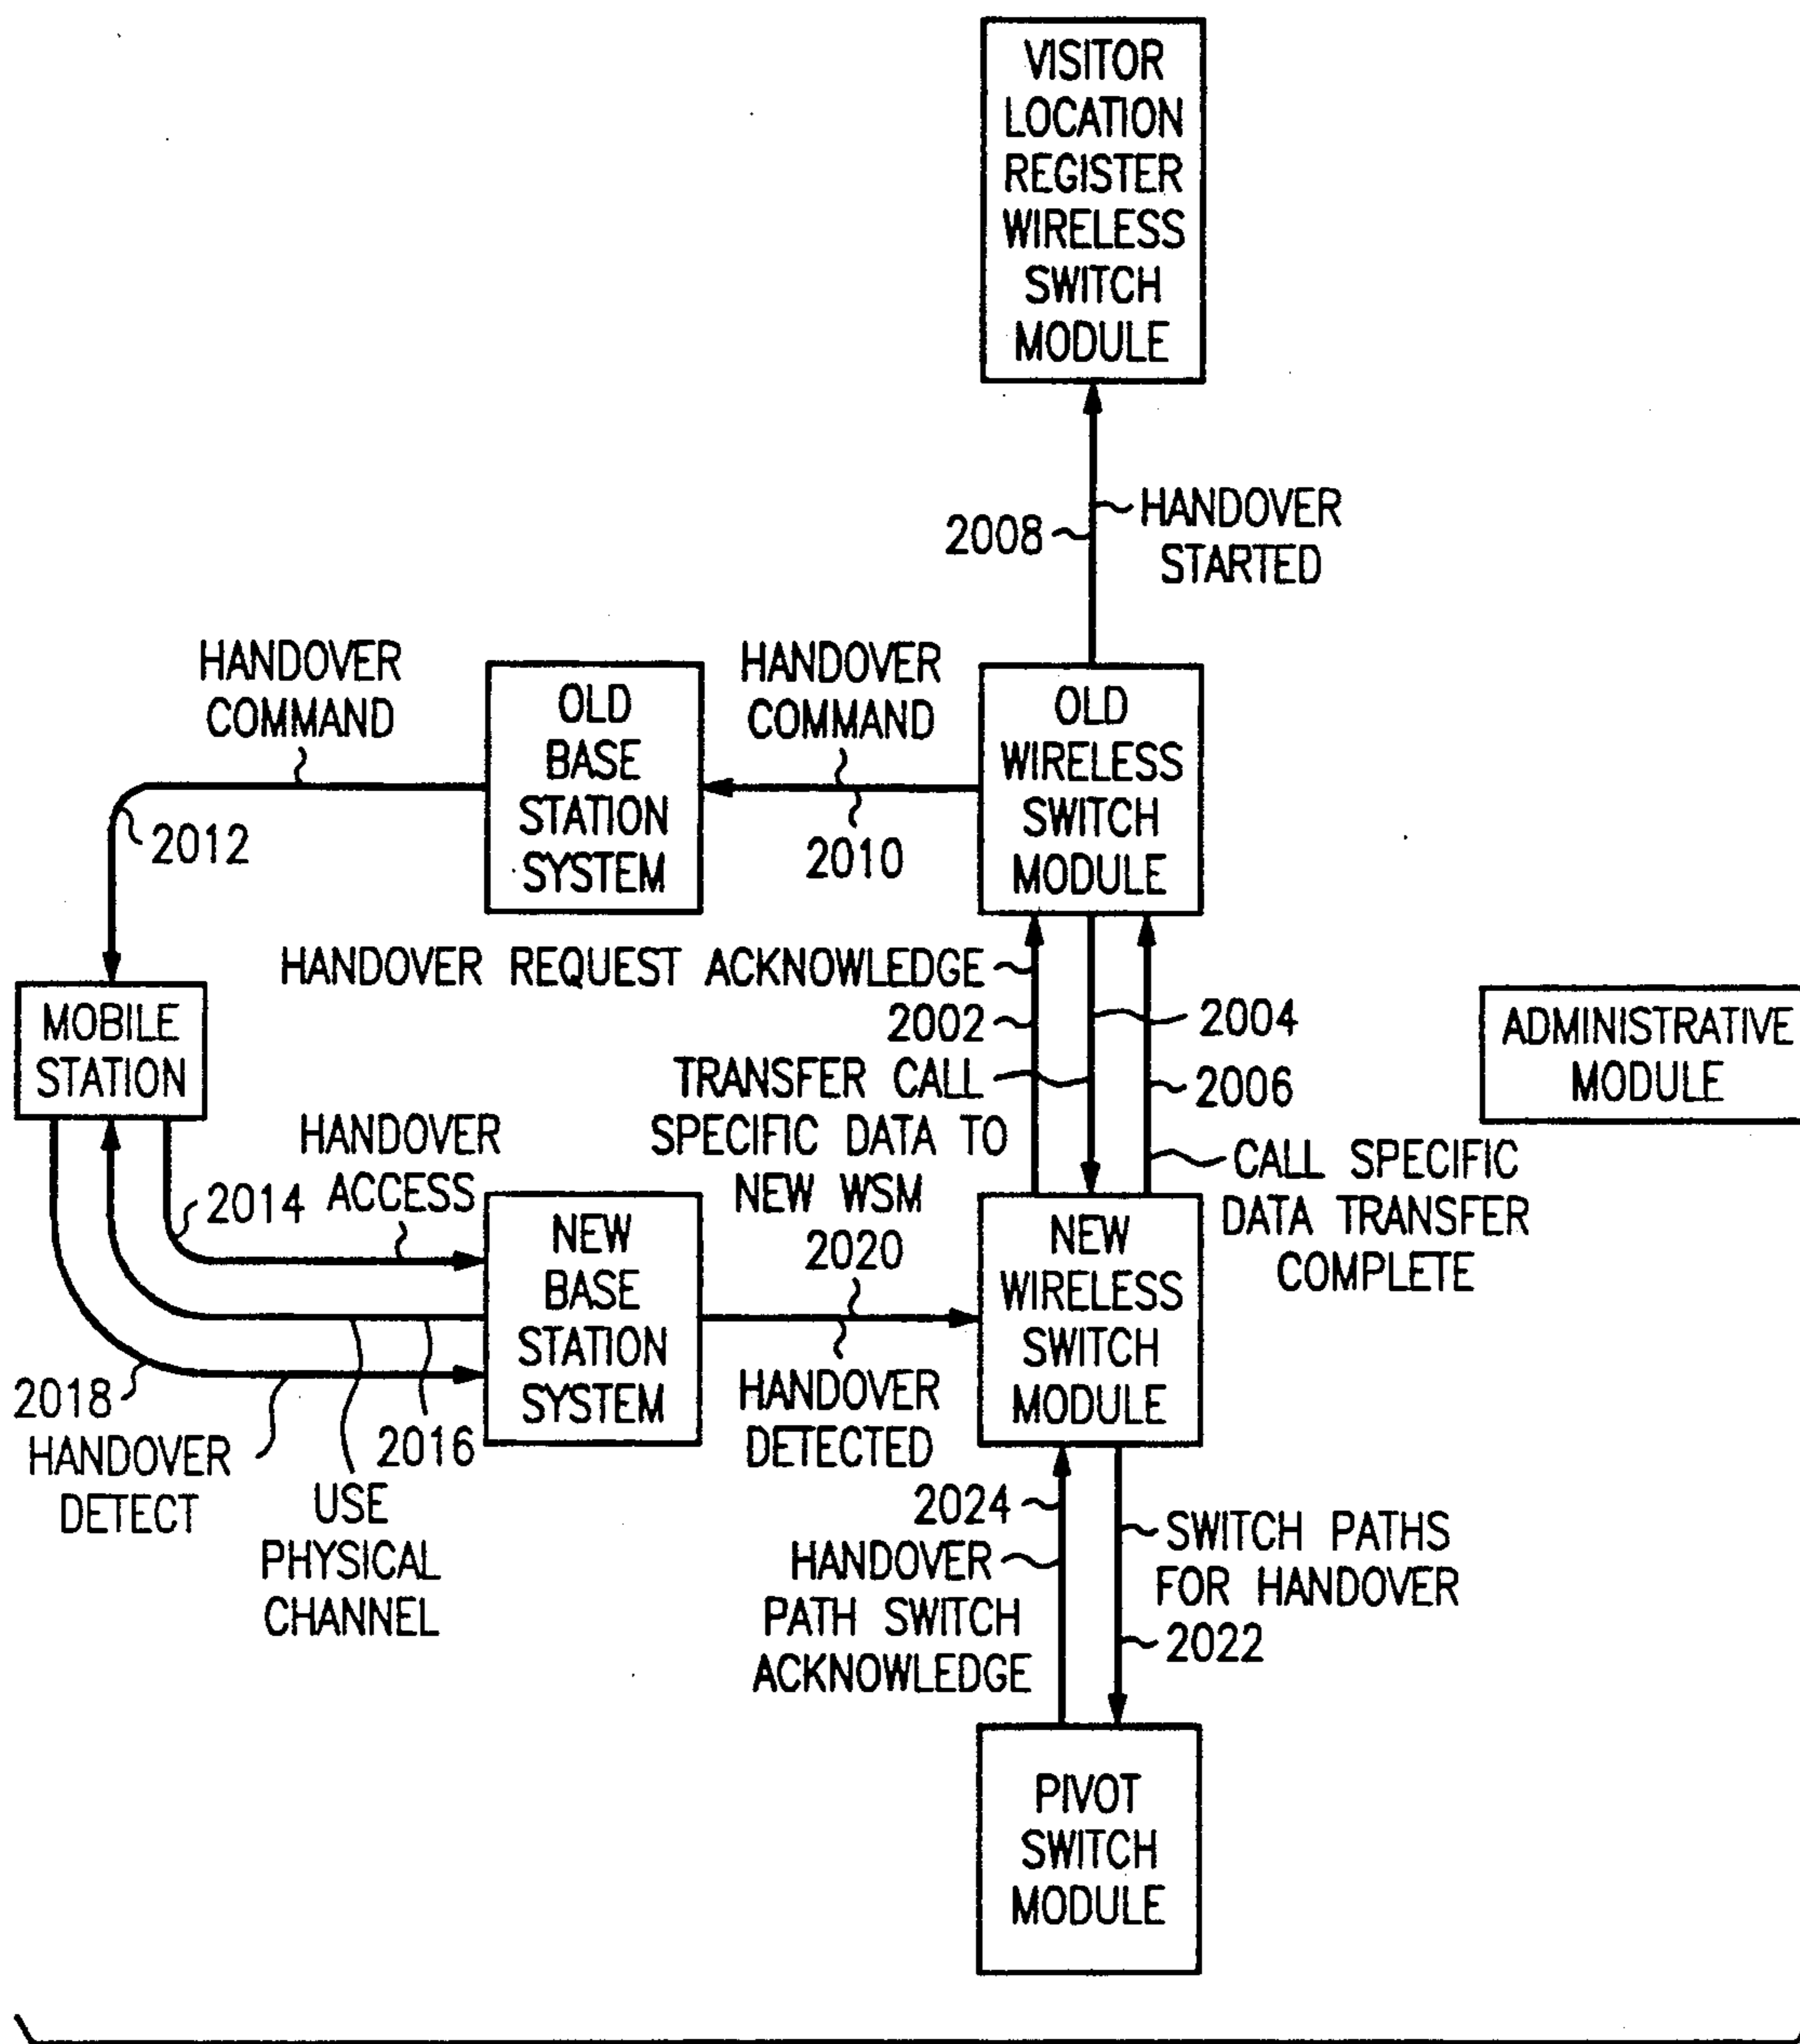 VISITOR
LOCATION
REGISTER
WIRELESS
SWITCH
MODULE
2008
HANDOVER
STARTED
HANDOVER
COMMAND
OLD
BASE
STATION
SYSTEM
HANDOVER
COMMAND
OLD
WIRELESS
SWITCH
MODULE
2012
2010
HANDOVER REQUEST ACKNOWLEDGE
2002
2004
MOBILE
STATION
TRANSFER CALL
SPECIFIC DATA TO
NEW WSM
2006
ADMINISTRATIVE
MODULE
CALL SPECIFIC
DATA TRANSFER
COMPLETE
HANDOVER
ACCESS
2014
NEW
BASE
STATION
SYSTEM
2020
NEW
WIRELESS
SWITCH
MODULE
2018
HANDOVER
DETECT
2016
USE
PHYSICAL
CHANNEL
HANDOVER
DETECTED
2024
HANDOVER
PATH SWITCH
ACKNOWLEDGE
SWITCH PATHS
FOR HANDOVER
2022
PIVOT
SWITCH
MODULE